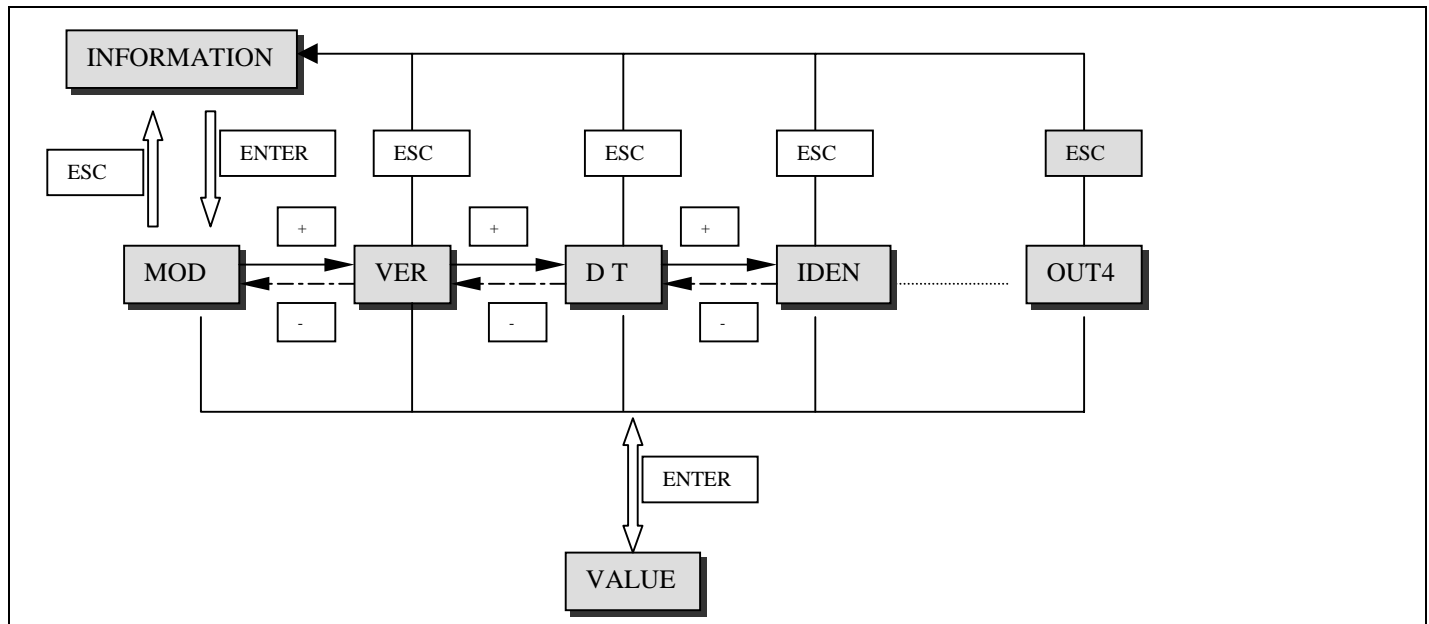 INFORMATION
ESC
ENTER
ESC
ESC
ESC
ESC
+
+
+
MOD
VER
D T
IDEN
OUT4
-
-
-
ENTER
VALUE